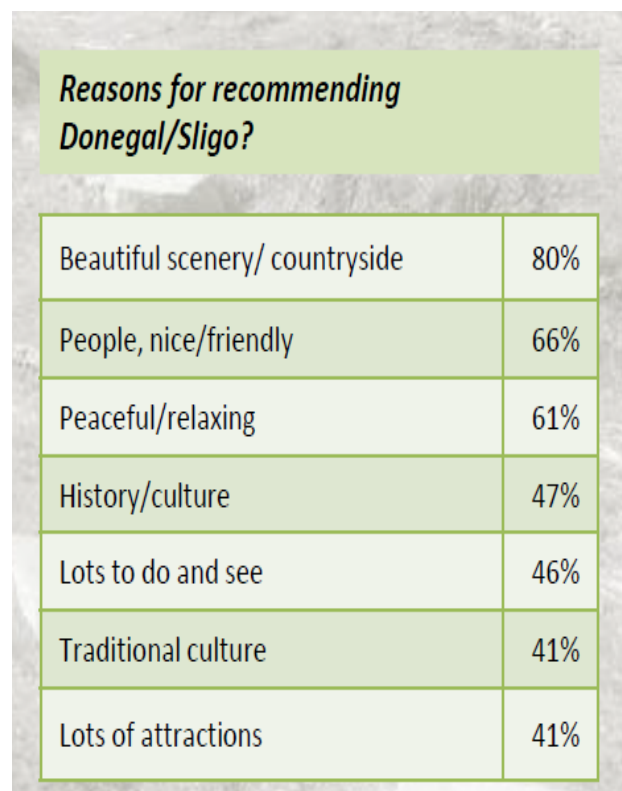 Reasons for recommending
Donegal/Sligo?
Beautiful scenery/ countryside 80%
People, nice/friendly 66%
Peaceful/relaxing 61%
History/culture 47%
Lots to do and see 46%
Traditional culture 41%
Lots of attractions 41%